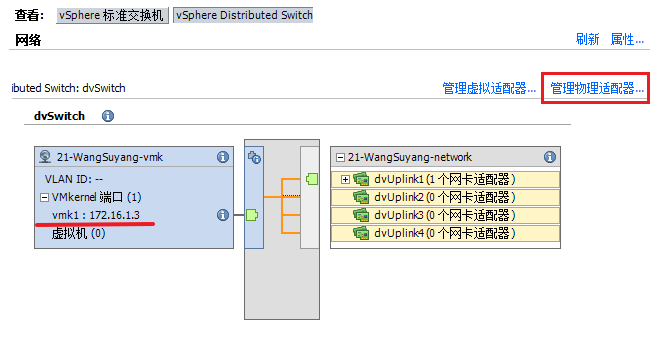 查看: vSphere 标准交换机 vSphere Distributed Switch
网络 刷新 属性...
ibuted Switch: dvSwitch 管理虚拟适配器... 管理物理适配器...
dvSwitch
21-WangSuyang-vmk
VLAN ID: --
VMkernel 端口 (1)
vmk1 : 172.16.1.3
虚拟机 (0)
21-WangSuyang-network
dvUplink1 (1 个网卡适配器)
dvUplink2 (0 个网卡适配器)
dvUplink3 (0 个网卡适配器)
dvUplink4 (0 个网卡适配器)